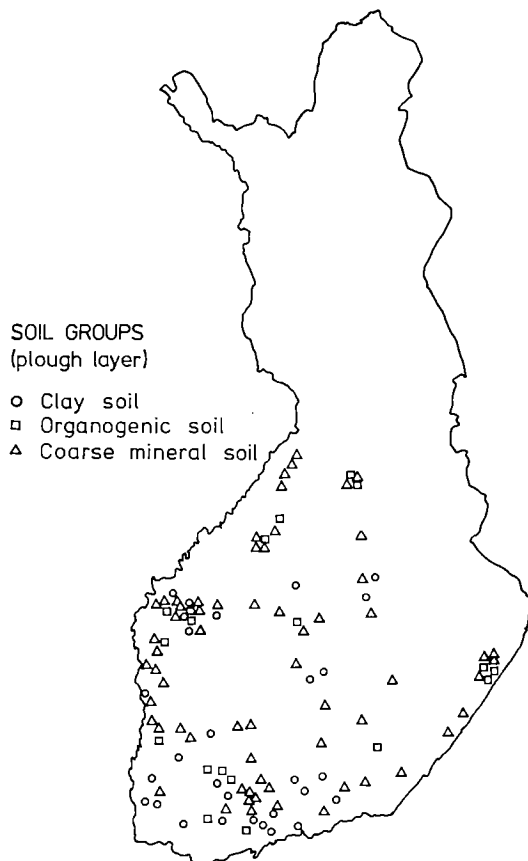 SOIL GROUPS
(plough layer)
Clay soil
Organogenic soil
Coarse mineral soil